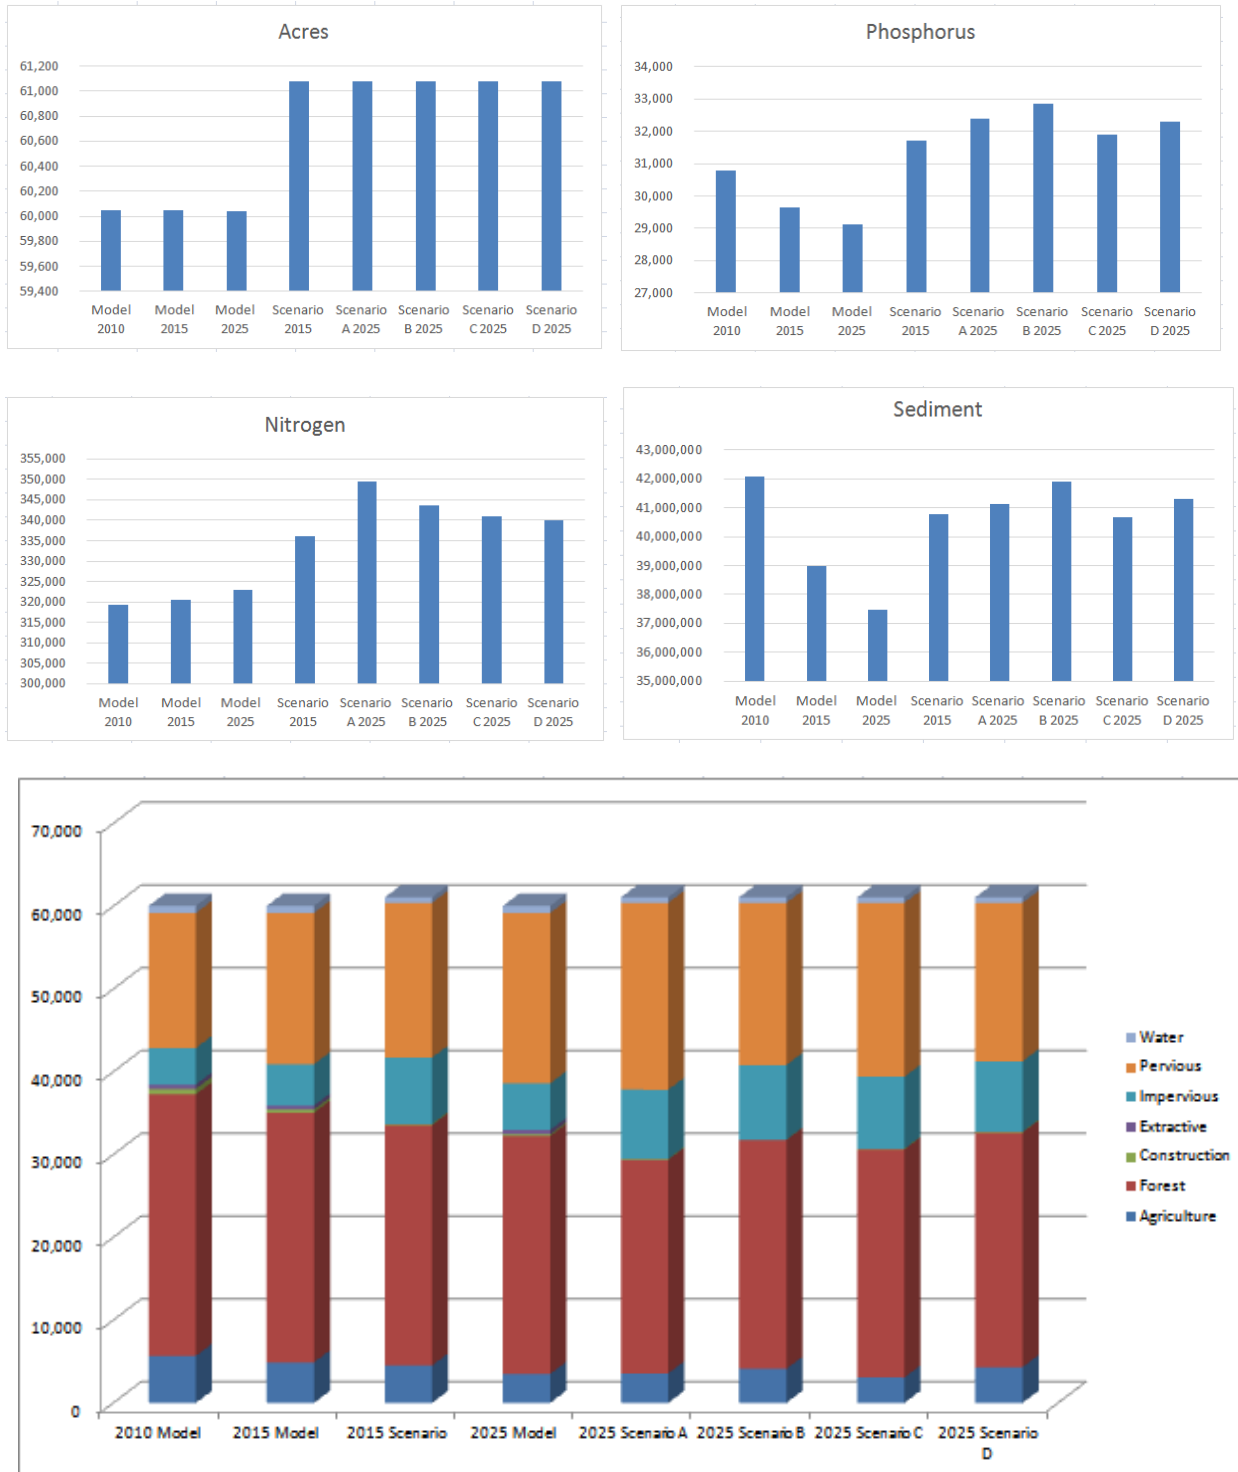 Acres
61,200
61,000
60,800
60,600
60,400
60,200
60,000
59,800
59,600
59,400
Model Model Model Scenario Scenario Scenario Scenario Scenario
2010 2015 2025 2015 A 2025 B 2025 C 2025 D 2025
Phosphorus
34,000
33,000
32,000
31,000
30,000
29,000
28,000
27,000
Model Model Model Scenario Scenario Scenario Scenario Scenario
2010 2015 2025 2015 A 2025 B 2025 C 2025 D 2025
Nitrogen
355,000
350,000
345,000
340,000
335,000
330,000
325,000
320,000
315,000
310,000
305,000
300,000
Model Model Model Scenario Scenario Scenario Scenario Scenario
2010 2015 2025 2015 A 2025 B 2025 C 2025 D 2025
Sediment
43,000,000
42,000,000
41,000,000
40,000,000
39,000,000
38,000,000
37,000,000
36,000,000
35,000,000
Model Model Model Scenario Scenario Scenario Scenario Scenario
2010 2015 2025 2015 A 2025 B 2025 C 2025 D 2025
70,000
60,000
50,000
40,000
30,000
20,000
10,000
0
2010 Model 2015 Model 2015 Scenario 2025 Model 2025 Scenario A 2025 Scenario B 2025 Scenario C 2025 Scenario
D
Water
Pervious
Impervious
Extractive
Construction
Forest
Agriculture